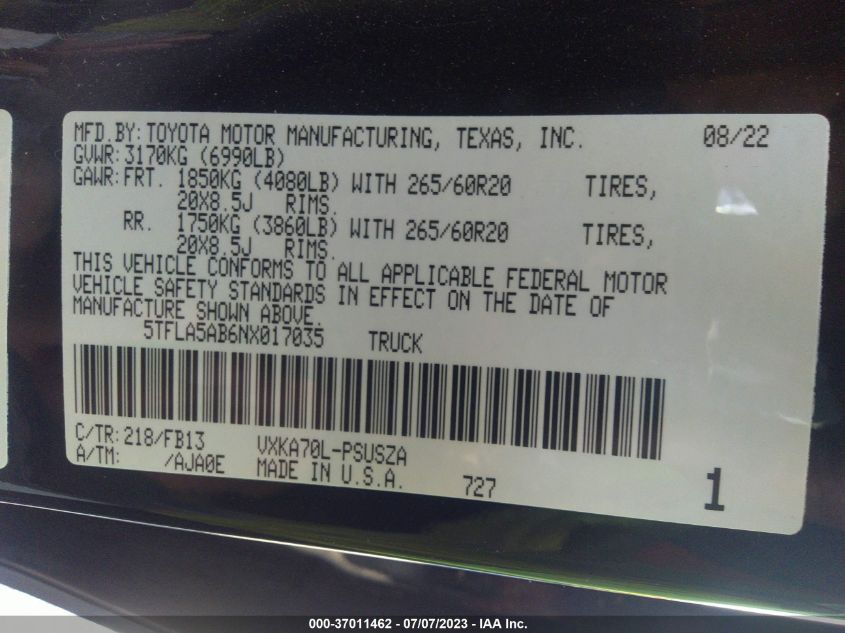 MFD.BY: TOYOTA MOTOR MANUFACTURING, TEXAS, INC. 08/22
GVWR: 3170KG (6990LB)
GAWR: FRT. 1850KG (4080LB) WITH 265/60R20 TIRES,
20X8.5J RIMS.
RR. 1750KG (3860LB) WITH 265/60R20 TIRES,
20X8.5J RIMS.
THIS VEHICLE CONFORMS TO ALL APPLICABLE FEDERAL MOTOR
VEHICLE SAFETY STANDARDS IN EFFECT ON THE DATE OF
MANUFACTURE SHOWN ABOVE.
5TFLA5AB6NX017035 TRUCK
C/TR: 218/FB13 VXKA70L-PSUSZA
A/TM: /AJA0E MADE IN U.S.A. 727 1
000-37011462 - 07/07/2023 - IAA Inc.